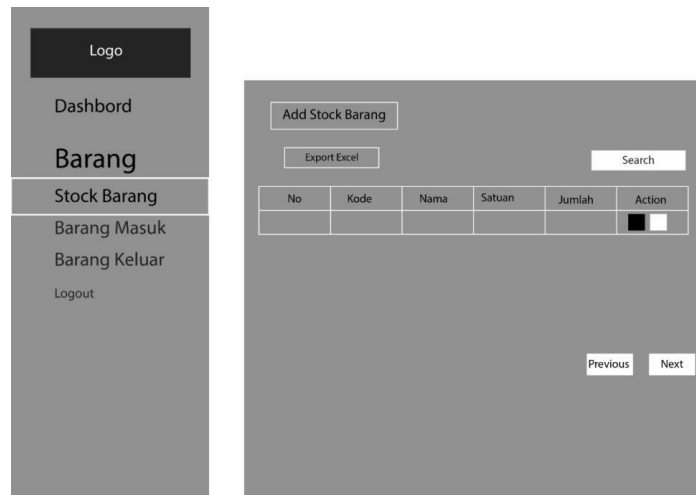 Logo
Dashbord
Barang
Stock Barang
Barang Masuk
Barang Keluar
Logout
Add Stock Barang
Export Excel
Search
No Kode Nama Satuan Jumlah Action
Previous Next